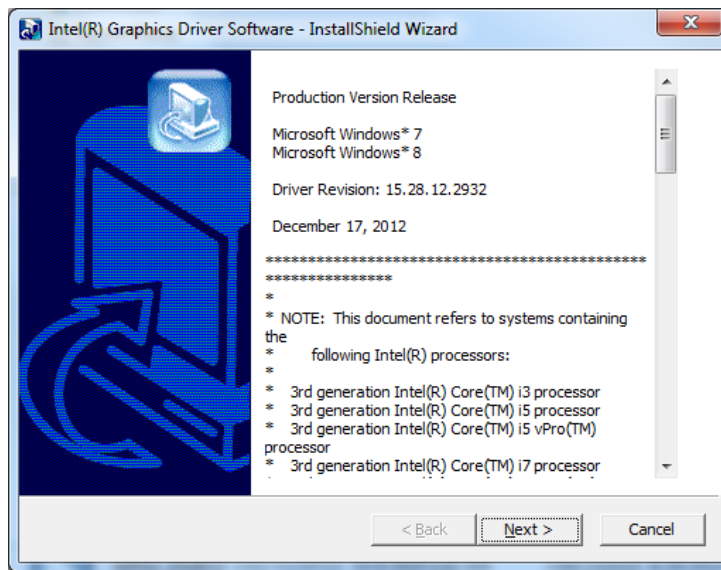 Intel(R) Graphics Driver Software - InstallShield Wizard
Production Version Release
Microsoft Windows* 7
Microsoft Windows* 8
Driver Revision: 15.28.12.2932
December 17, 2012
*********************************************
***************
*
* NOTE:  This document refers to systems containing
the
*       following Intel(R) processors:
*
*   3rd generation Intel(R) Core(TM) i3 processor
*   3rd generation Intel(R) Core(TM) i5 processor
*   3rd generation Intel(R) Core(TM) i5 vPro(TM)
processor
*   3rd generation Intel(R) Core(TM) i7 processor
< Back
Next >
Cancel